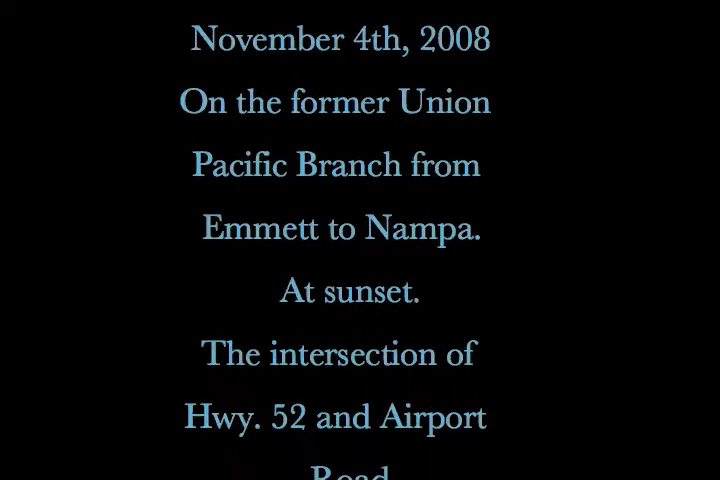 November 4th, 2008
On the former Union
Pacific Branch from
Emmett to Nampa.
At sunset.
The intersection of
Hwy. 52 and Airport
Road